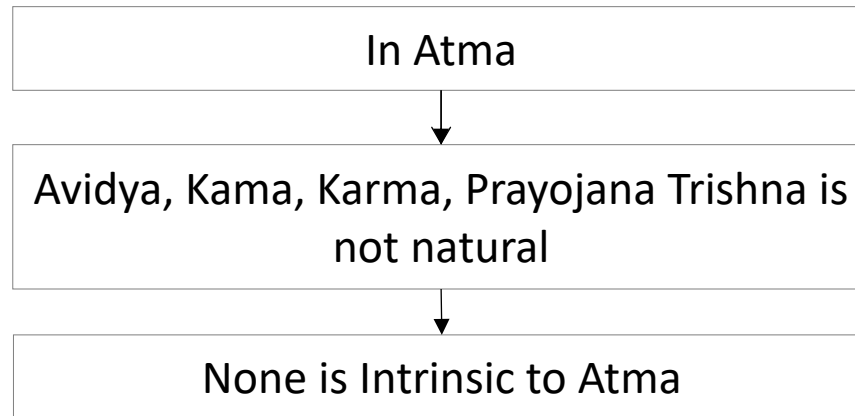 In Atma
Avidya, Kama, Karma, Prayojana Trishna is
not natural
None is Intrinsic to Atma